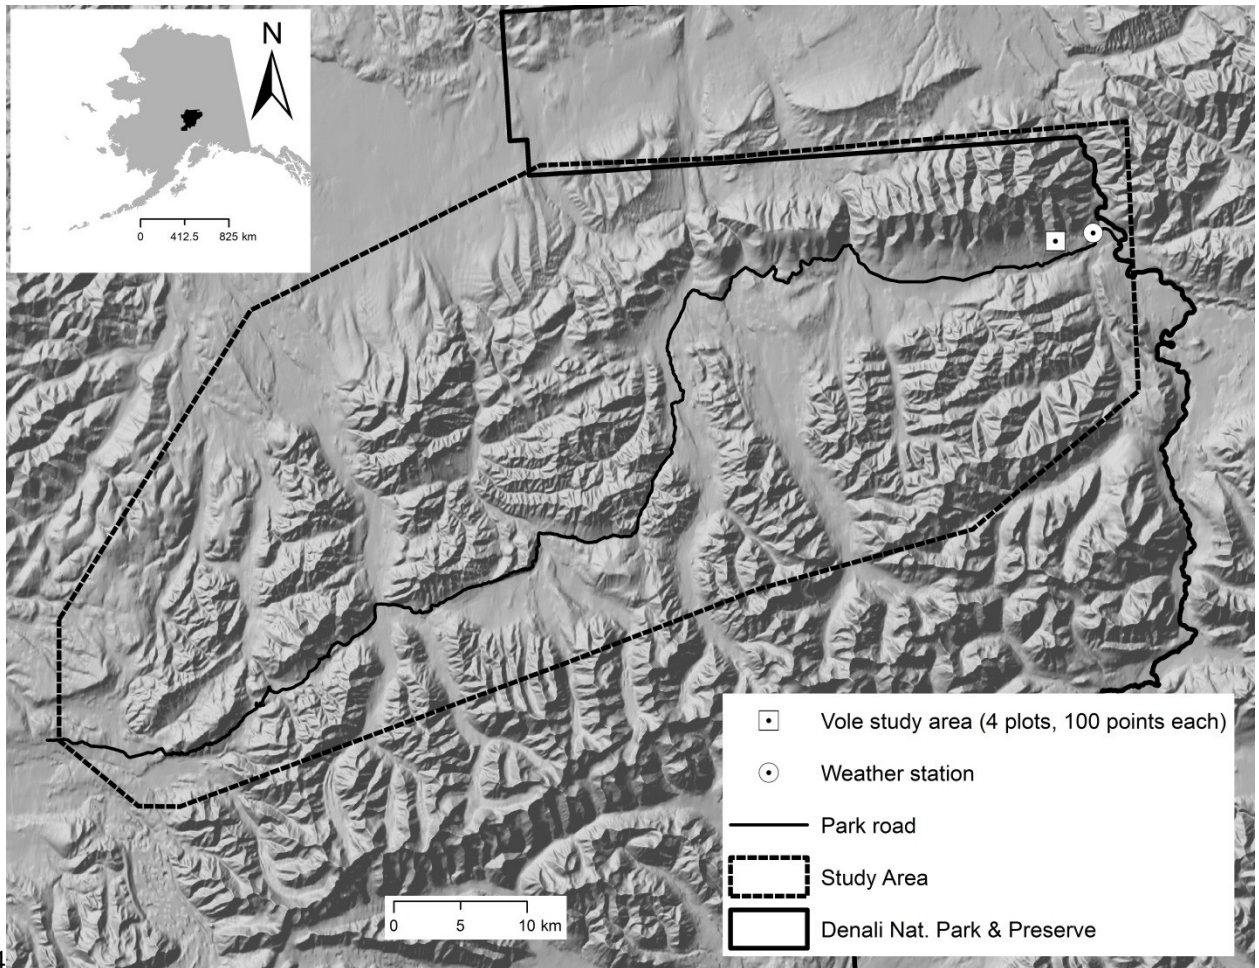 N
0 412.5 825 km
Vole study area (4 plots, 100 points each)
Weather station
Park road
Study Area
0 5 10 km
Denali Nat. Park & Preserve